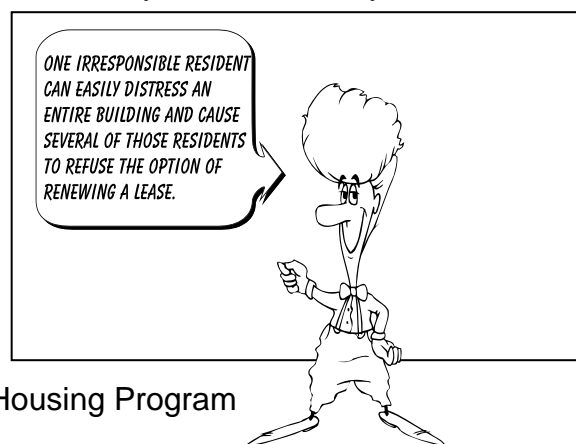 ONE IRRESPONSIBLE RESIDENT
CAN EASILY DISTRESS AN
ENTIRE BUILDING AND CAUSE
SEVERAL OF THOSE RESIDENTS
TO REFUSE THE OPTION OF
RENEWING A LEASE.
Housing Program